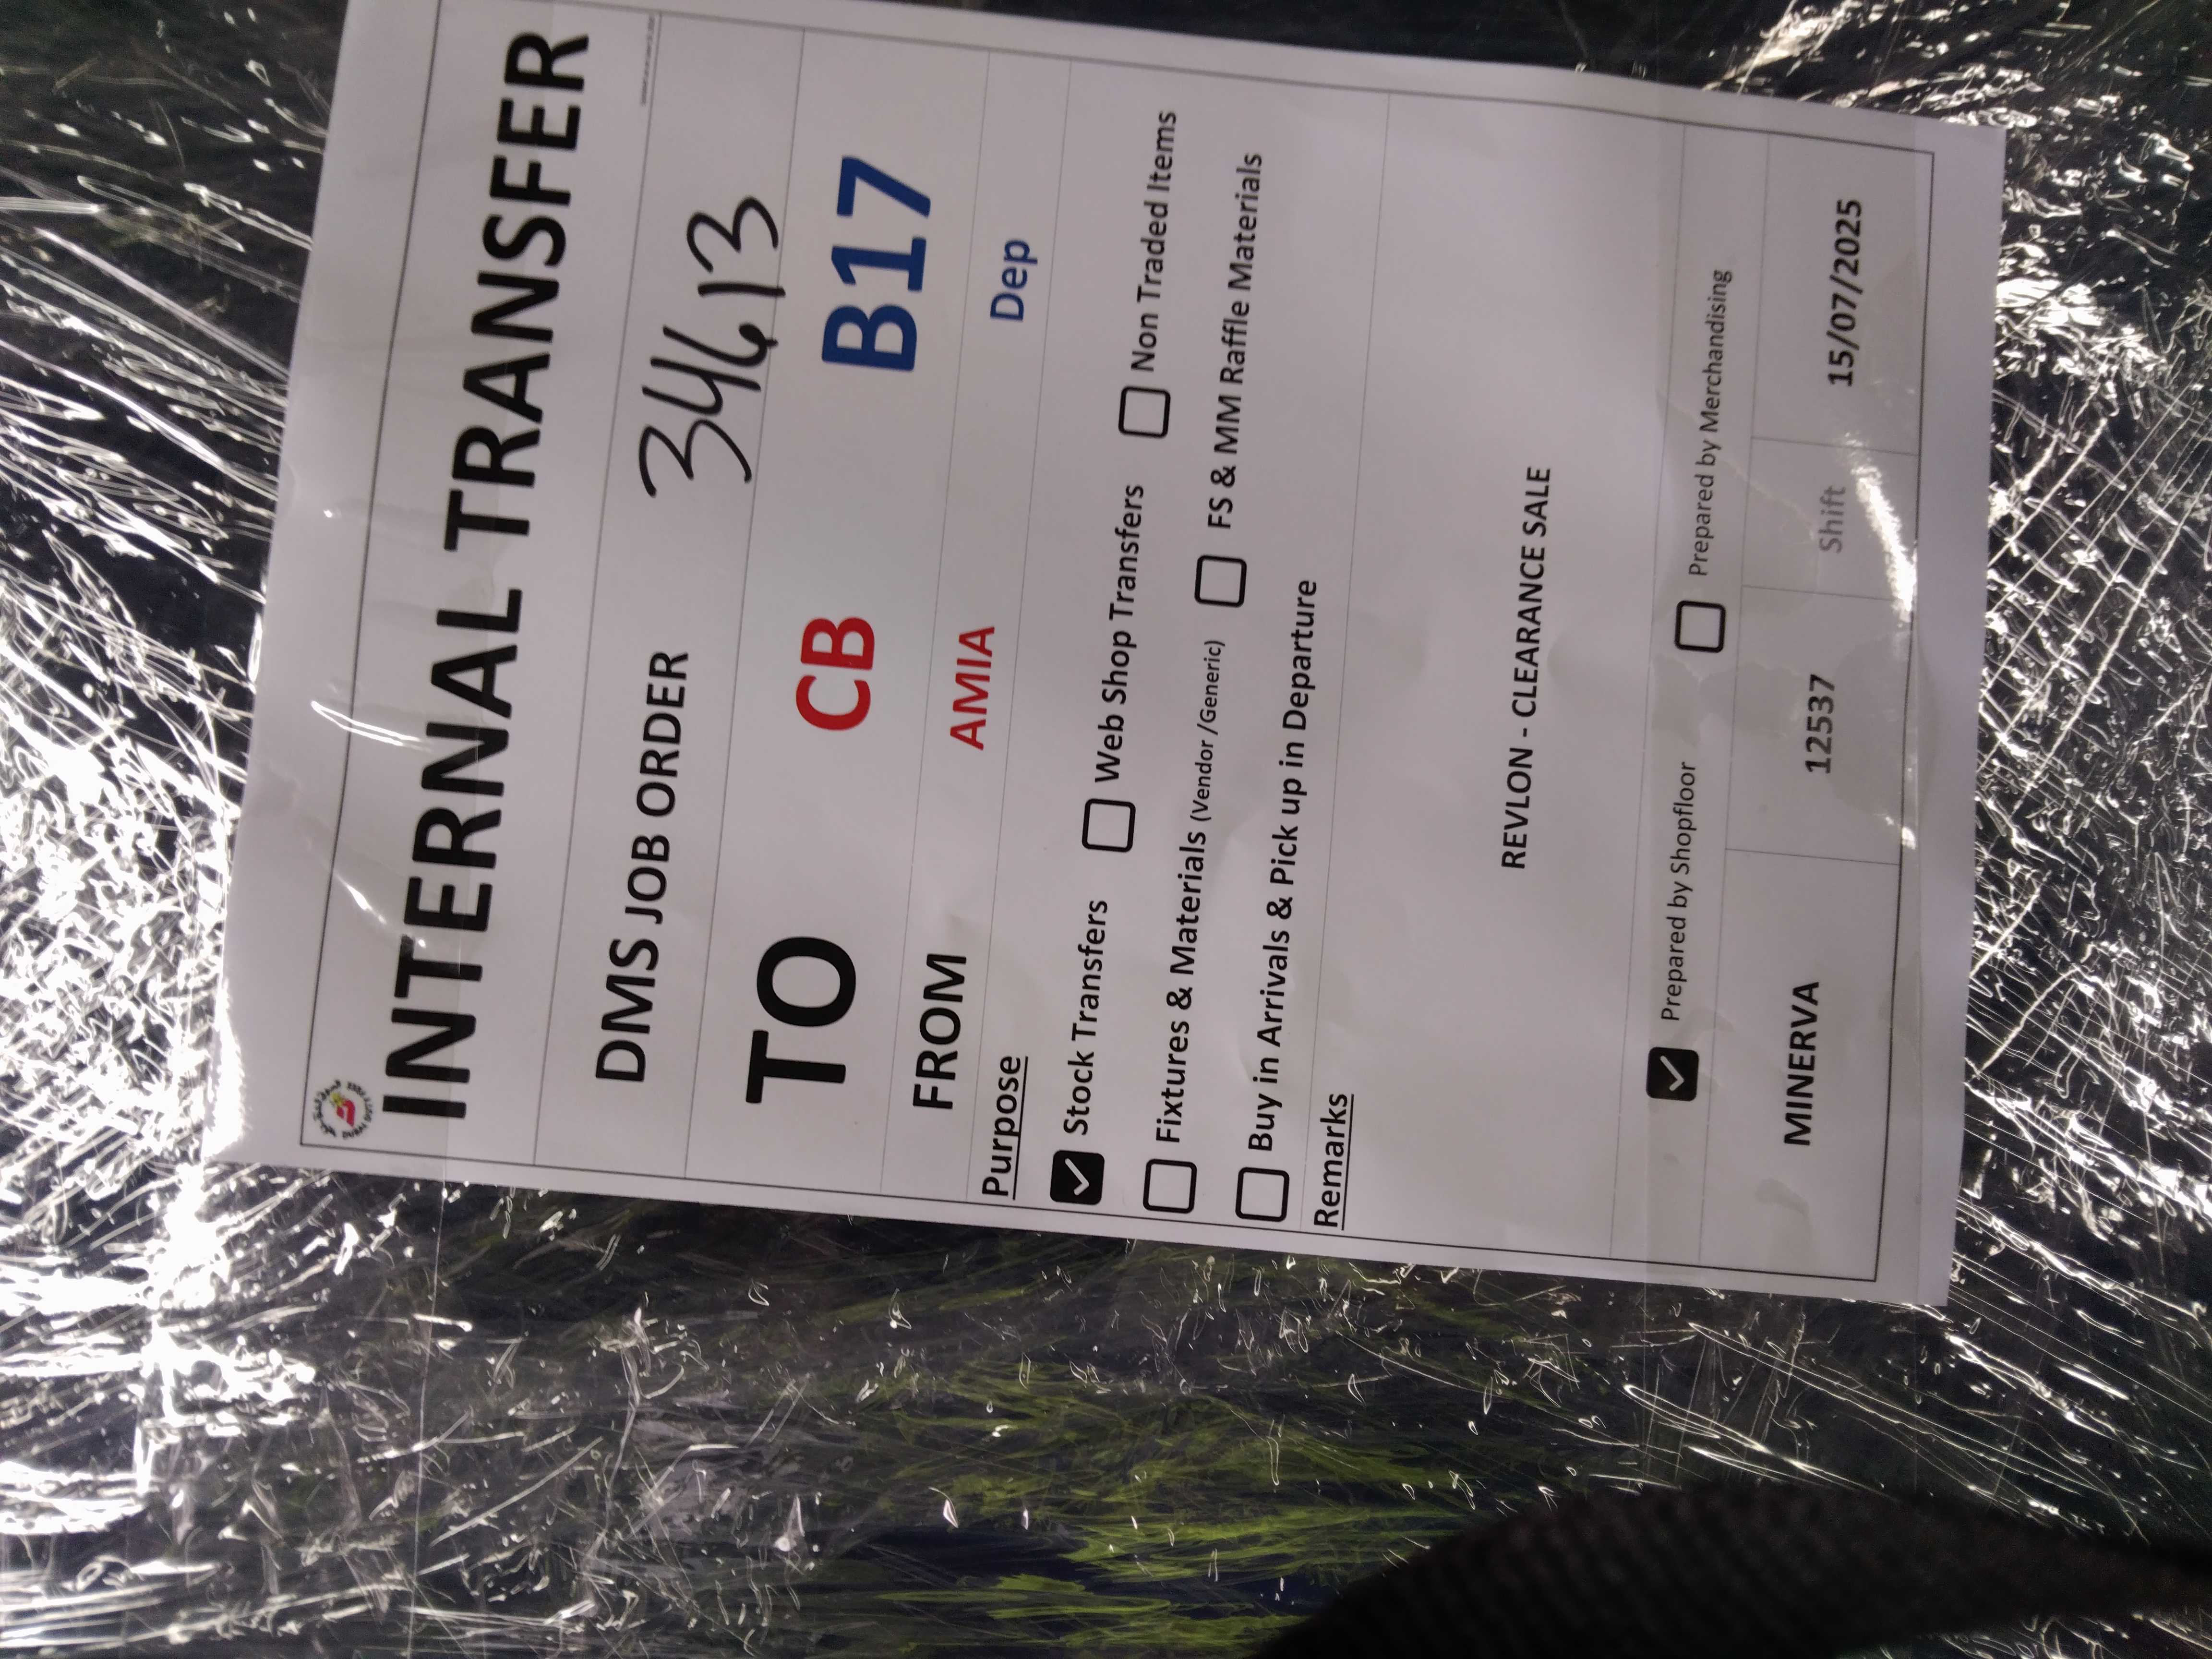 INTERNAL TRANSFER
DMS JOB ORDER 34613
TO CB B17
FROM AMIA Dep
Purpose
Stock Transfers Web Shop Transfers Non Traded Items
Fixtures & Materials (Vendor /Generic) FS & MM Raffle Materials
Buy in Arrivals & Pick up in Departure
Remarks
REVLON - CLEARANCE SALE
Prepared by Shopfloor Prepared by Merchandising
MINERVA 12537 Shift 15/07/2025